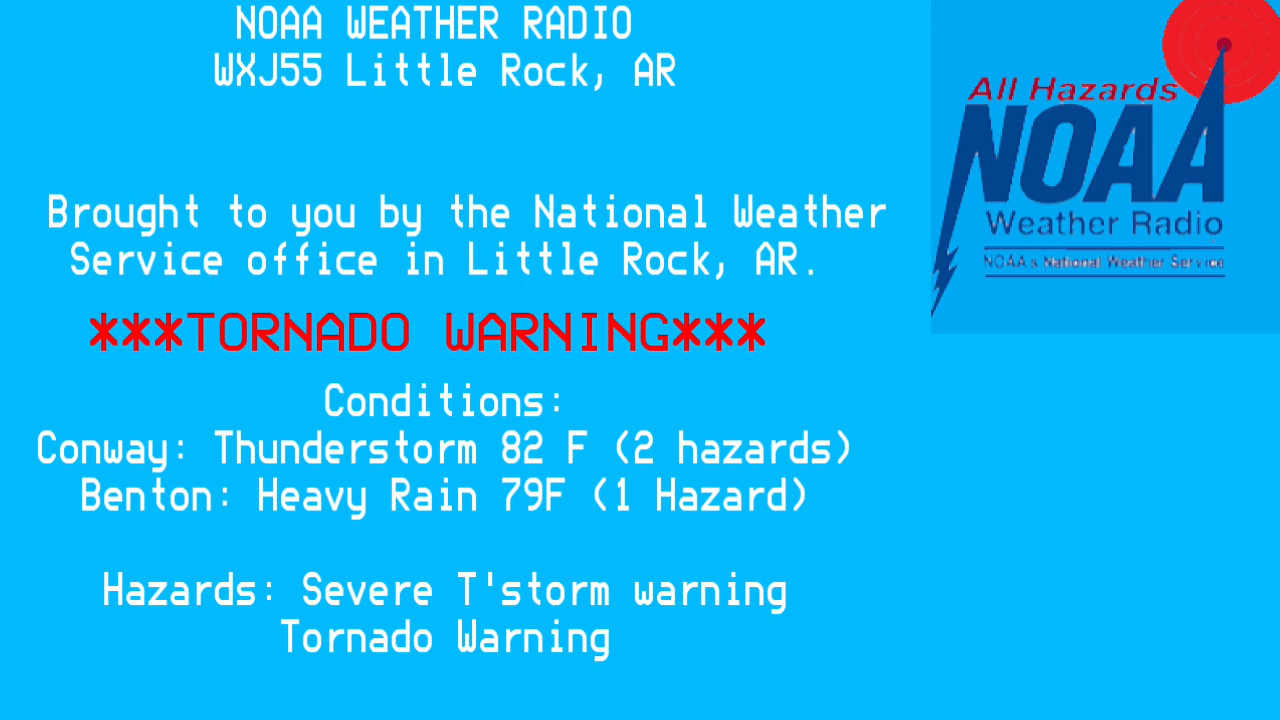 NOAA WEATHER RADIO
WXJ55 Little Rock, AR
All Hazards
NOAA
Weather Radio
NOAA's National Weather Service
Brought to you by the National Weather
Service office in Little Rock, AR.
***TORNADO WARNING***
Conditions:
Conway: Thunderstorm 82 F (2 hazards)
Benton: Heavy Rain 79F (1 Hazard)
Hazards: Severe T'storm warning
Tornado Warning